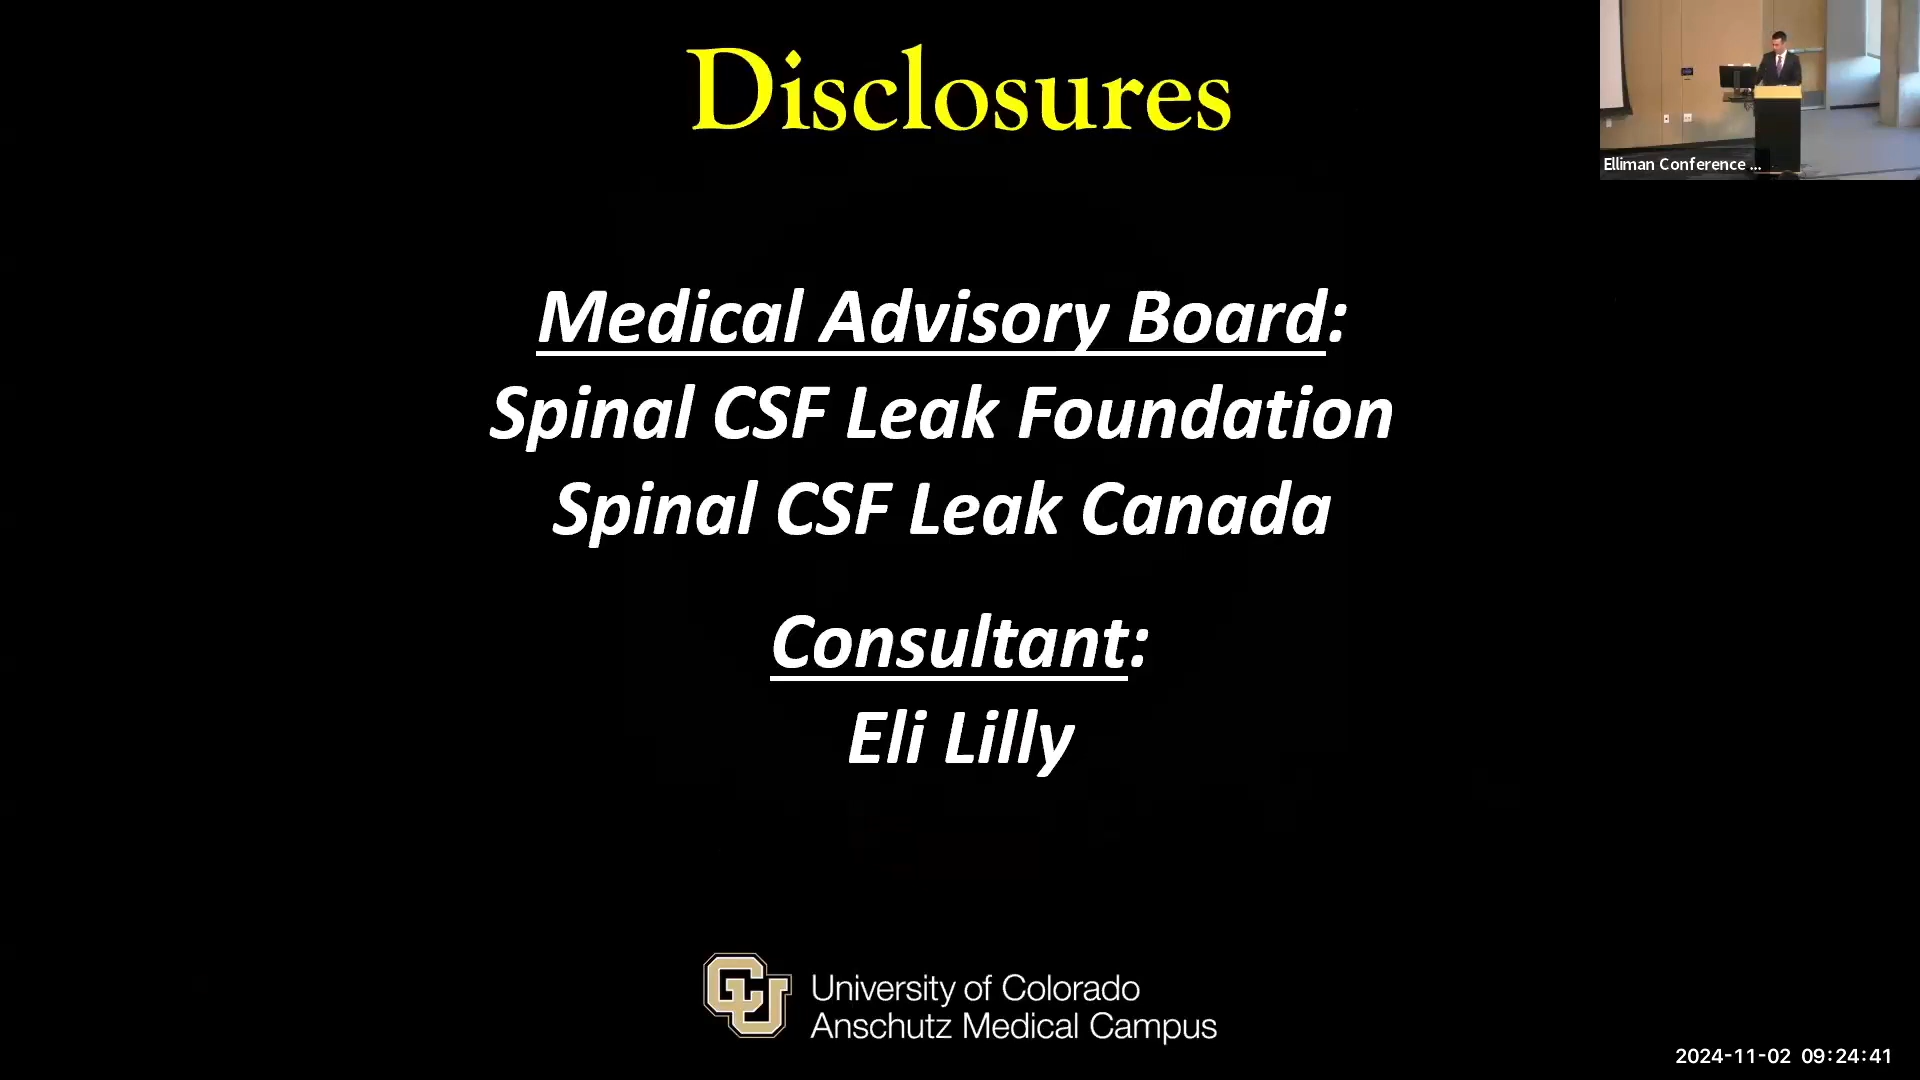 Disclosures
Elliman Conference ...
Medical Advisory Board:
Spinal CSF Leak Foundation
Spinal CSF Leak Canada
Consultant:
Eli Lilly
CU
University of Colorado
Anschutz Medical Campus
2024-11-02 09:24:41